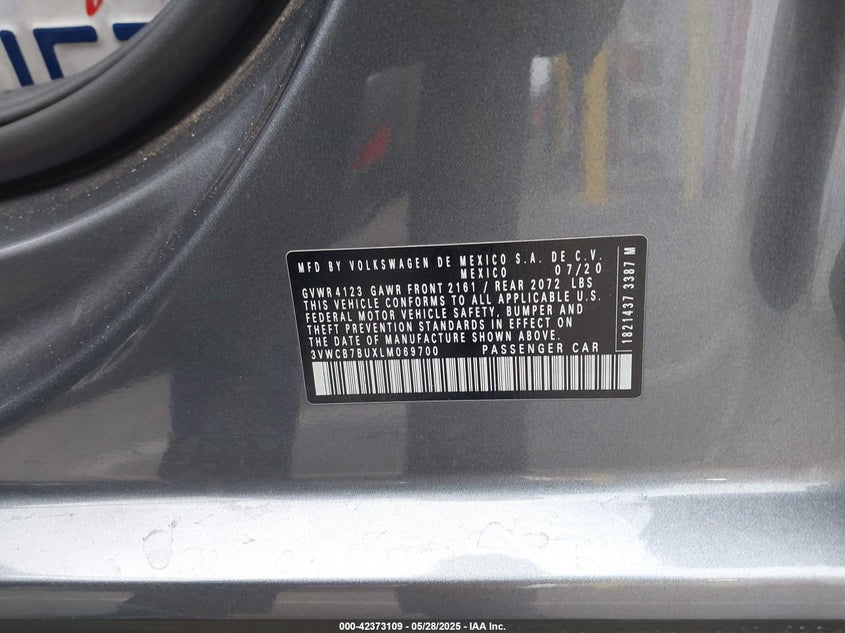 MFD BY VOLKSWAGEN DE MEXICO S.A. DE C.V.
MEXICO 07/20
GVWR 4123 GAWR FRONT 2161 / REAR 2072 LBS
THIS VEHICLE CONFORMS TO ALL APPLICABLE U.S.
FEDERAL MOTOR VEHICLE SAFETY, BUMPER AND
THEFT PREVENTION STANDARDS IN EFFECT ON
THE DATE OF MANUFACTURE SHOWN ABOVE.
3VWCB7BUXLM069700 PASSENGER CAR
1821437 3387 M
000-42373109 - 05/28/2025 - IAA Inc.